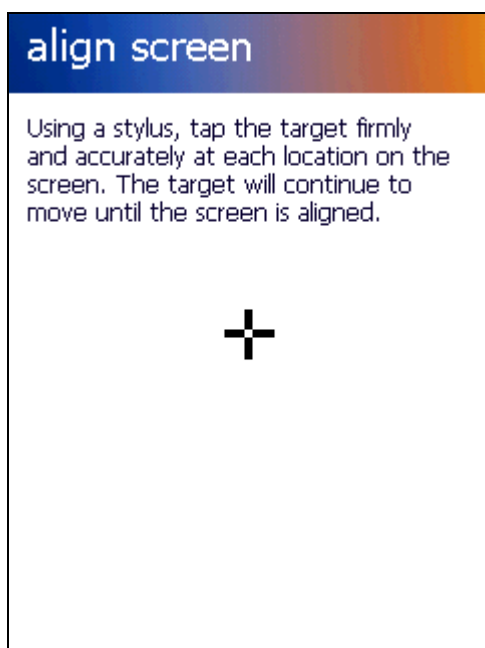 align screen
Using a stylus, tap the target firmly
and accurately at each location on the
screen. The target will continue to
move until the screen is aligned.